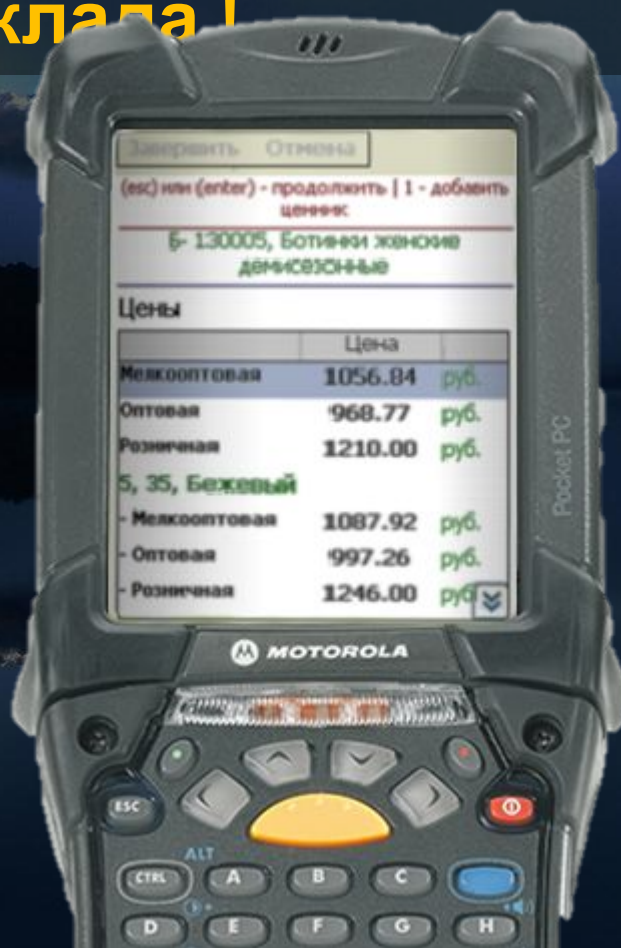 клада !
Завершить Отмена
(esc) или (enter) - продолжить | 1 - добавить
ценник
Б- 130005, Ботинки женские
демисезонные
Цены
Цена
Мелкооптовая 1056.84 руб.
Оптовая 968.77 руб.
Розничная 1210.00 руб.
5, 35, Бежевый
- Мелкооптовая 1087.92 руб.
- Оптовая 997.26 руб.
- Розничная 1246.00 руб
Pocket PC
MOTOROLA
ESC
ALT
CTRL A B C
D E F G H